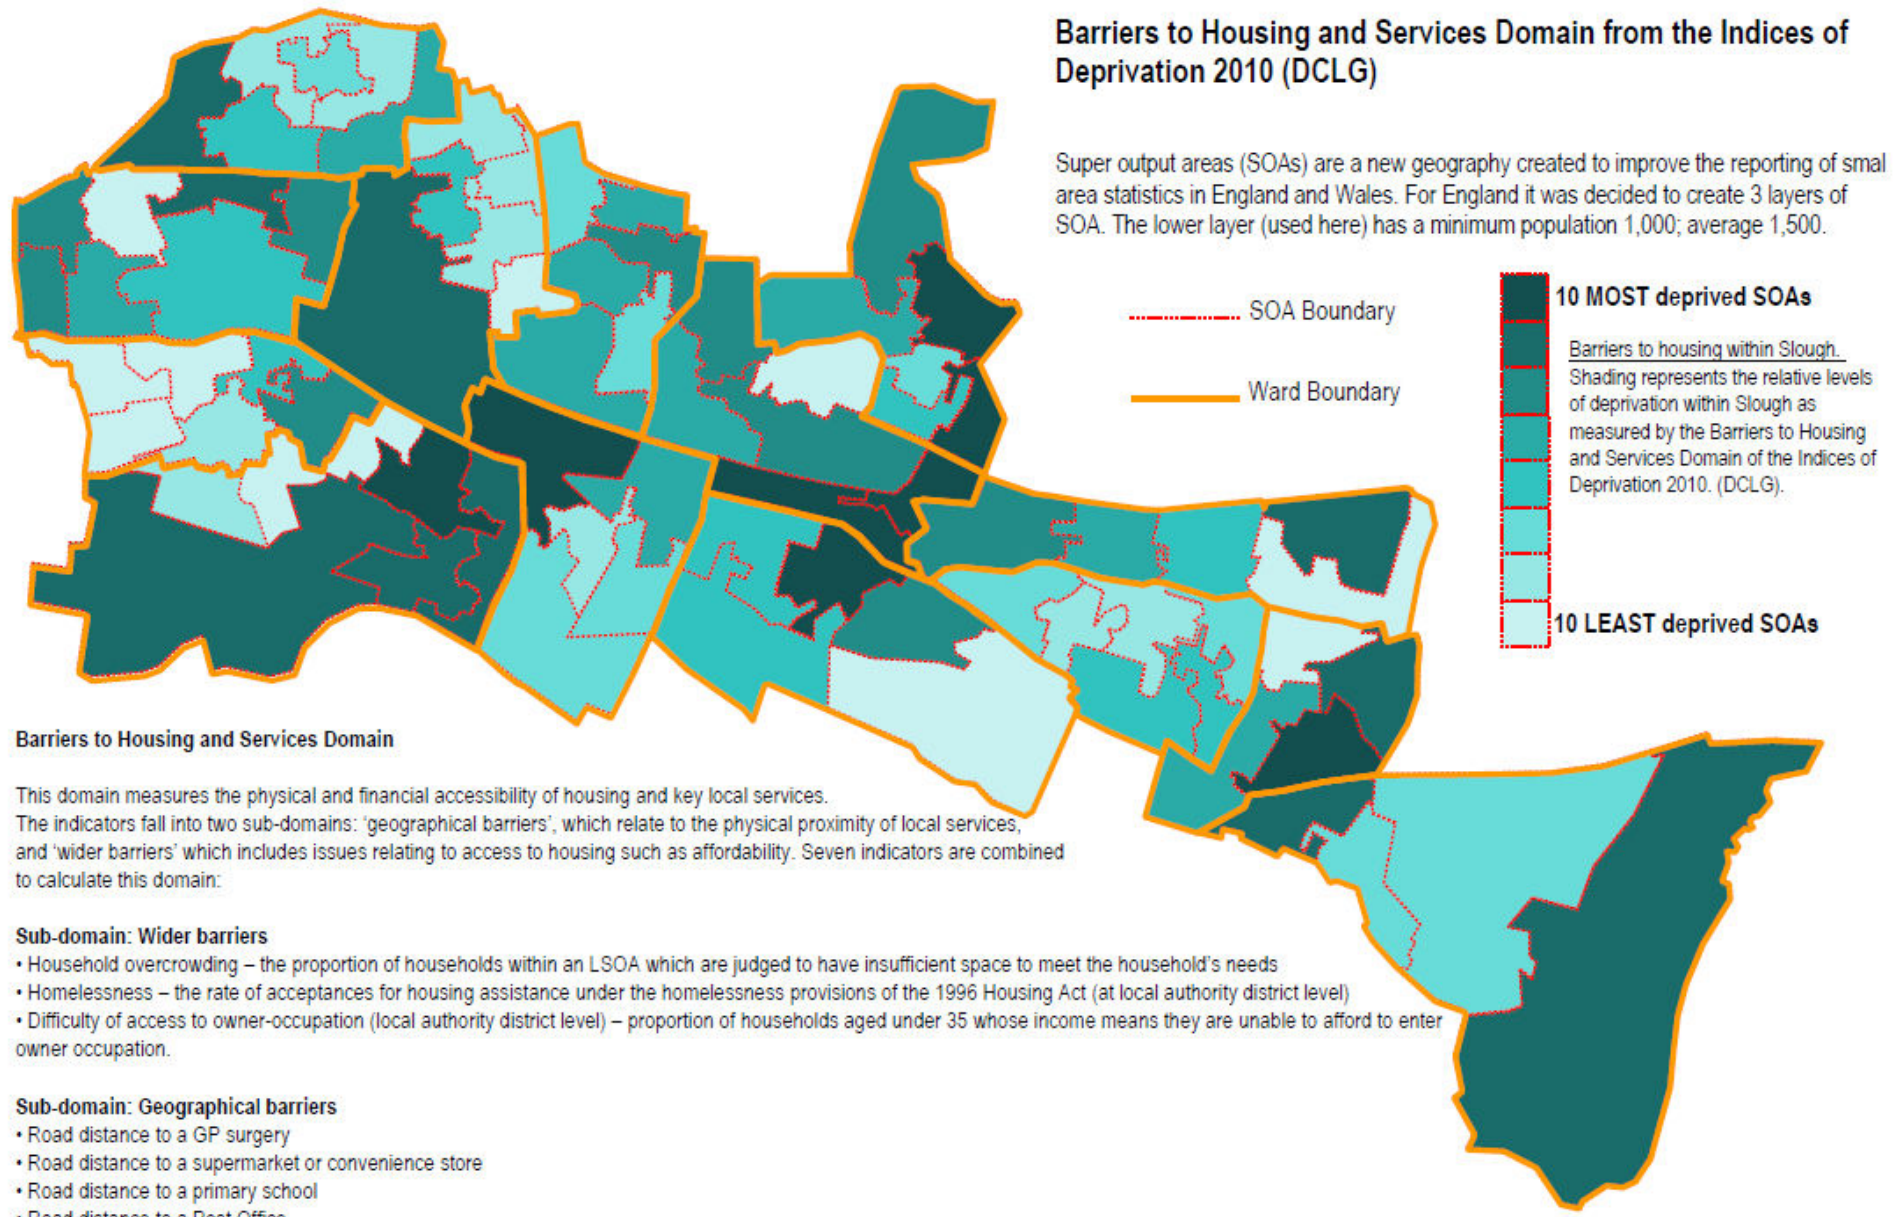 Barriers to Housing and Services Domain from the Indices of
Deprivation 2010 (DCLG)
Super output areas (SOAs) are a new geography created to improve the reporting of smal
area statistics in England and Wales. For England it was decided to create 3 layers of
SOA. The lower layer (used here) has a minimum population 1,000; average 1,500.
SOA Boundary
Ward Boundary
10 MOST deprived SOAs
Barriers to housing within Slough.
Shading represents the relative levels
of deprivation within Slough as
measured by the Barriers to Housing
and Services Domain of the Indices of
Deprivation 2010. (DCLG).
10 LEAST deprived SOAs
Barriers to Housing and Services Domain
This domain measures the physical and financial accessibility of housing and key local services.
The indicators fall into two sub-domains: ‘geographical barriers’, which relate to the physical proximity of local services,
and ‘wider barriers’ which includes issues relating to access to housing such as affordability. Seven indicators are combined
to calculate this domain:
Sub-domain: Wider barriers
• Household overcrowding – the proportion of households within an LSOA which are judged to have insufficient space to meet the household’s needs
• Homelessness – the rate of acceptances for housing assistance under the homelessness provisions of the 1996 Housing Act (at local authority district level)
• Difficulty of access to owner-occupation (local authority district level) – proportion of households aged under 35 whose income means they are unable to afford to enter
owner occupation.
Sub-domain: Geographical barriers
• Road distance to a GP surgery
• Road distance to a supermarket or convenience store
• Road distance to a primary school
• Road distance to a Post Office